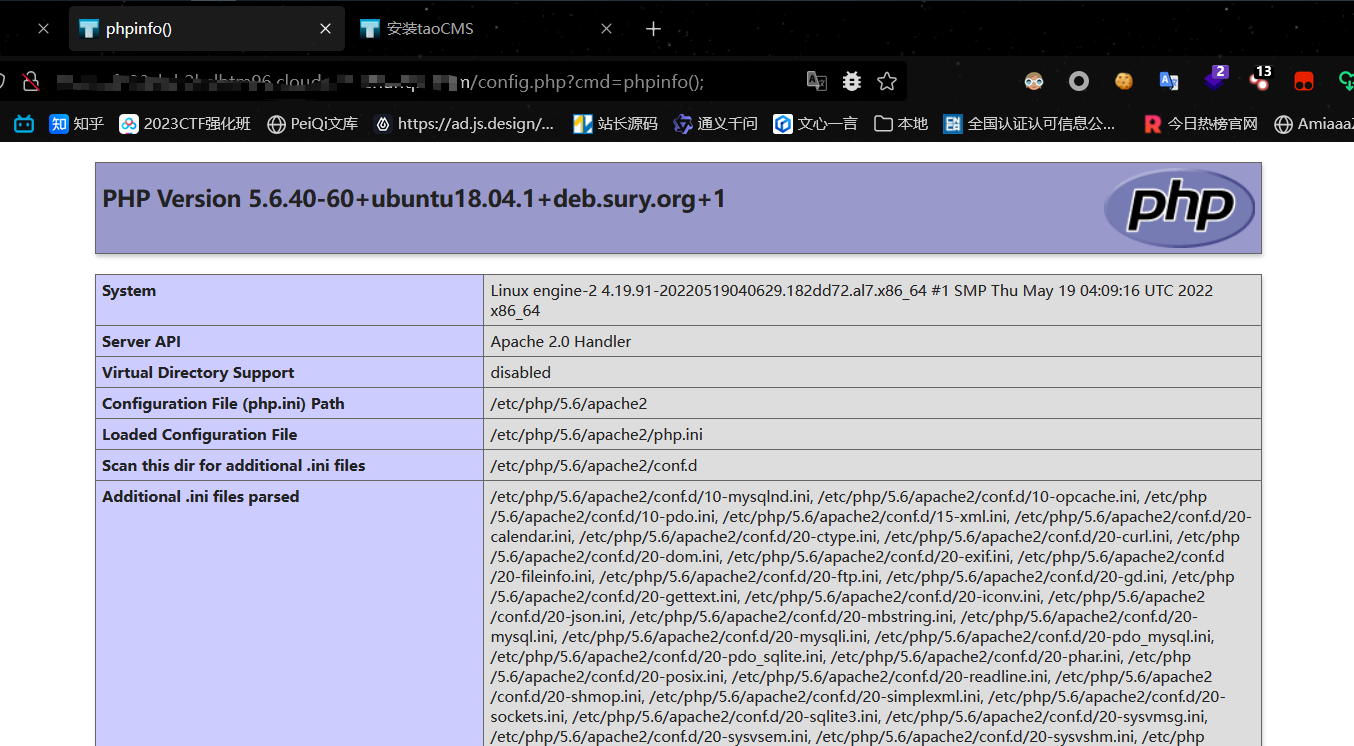 phpinfo()
安装taoCMS
m/config.php?cmd=phpinfo();
2
13
知乎
2023CTF强化班
PeiQi文库
https://ad.js.design/...
站长源码
通义千问
文心一言
本地
全国认证认可信息公...
今日热榜官网
Amiaaa
PHP Version 5.6.40-60+ubuntu18.04.1+deb.sury.org+1
php
System
Linux engine-2 4.19.91-20220519040629.182dd72.al7.x86_64 #1 SMP Thu May 19 04:09:16 UTC 2022
x86_64
Server API
Apache 2.0 Handler
Virtual Directory Support
disabled
Configuration File (php.ini) Path
/etc/php/5.6/apache2
Loaded Configuration File
/etc/php/5.6/apache2/php.ini
Scan this dir for additional .ini files
/etc/php/5.6/apache2/conf.d
Additional .ini files parsed
/etc/php/5.6/apache2/conf.d/10-mysqlnd.ini, /etc/php/5.6/apache2/conf.d/10-opcache.ini, /etc/php
/5.6/apache2/conf.d/10-pdo.ini, /etc/php/5.6/apache2/conf.d/15-xml.ini, /etc/php/5.6/apache2/conf.d/20-
calendar.ini, /etc/php/5.6/apache2/conf.d/20-ctype.ini, /etc/php/5.6/apache2/conf.d/20-curl.ini, /etc/php
/5.6/apache2/conf.d/20-dom.ini, /etc/php/5.6/apache2/conf.d/20-exif.ini, /etc/php/5.6/apache2/conf.d
/20-fileinfo.ini, /etc/php/5.6/apache2/conf.d/20-ftp.ini, /etc/php/5.6/apache2/conf.d/20-gd.ini, /etc/php
/5.6/apache2/conf.d/20-gettext.ini, /etc/php/5.6/apache2/conf.d/20-iconv.ini, /etc/php/5.6/apache2
/conf.d/20-json.ini, /etc/php/5.6/apache2/conf.d/20-mbstring.ini, /etc/php/5.6/apache2/conf.d/20-
mysql.ini, /etc/php/5.6/apache2/conf.d/20-mysqli.ini, /etc/php/5.6/apache2/conf.d/20-pdo_mysql.ini,
/etc/php/5.6/apache2/conf.d/20-pdo_sqlite.ini, /etc/php/5.6/apache2/conf.d/20-phar.ini, /etc/php
/5.6/apache2/conf.d/20-posix.ini, /etc/php/5.6/apache2/conf.d/20-readline.ini, /etc/php/5.6/apache2
/conf.d/20-shmop.ini, /etc/php/5.6/apache2/conf.d/20-simplexml.ini, /etc/php/5.6/apache2/conf.d/20-
sockets.ini, /etc/php/5.6/apache2/conf.d/20-sqlite3.ini, /etc/php/5.6/apache2/conf.d/20-sysvmsg.ini,
/etc/php/5.6/apache2/conf.d/20-sysvsem.ini, /etc/php/5.6/apache2/conf.d/20-sysvshm.ini, /etc/php